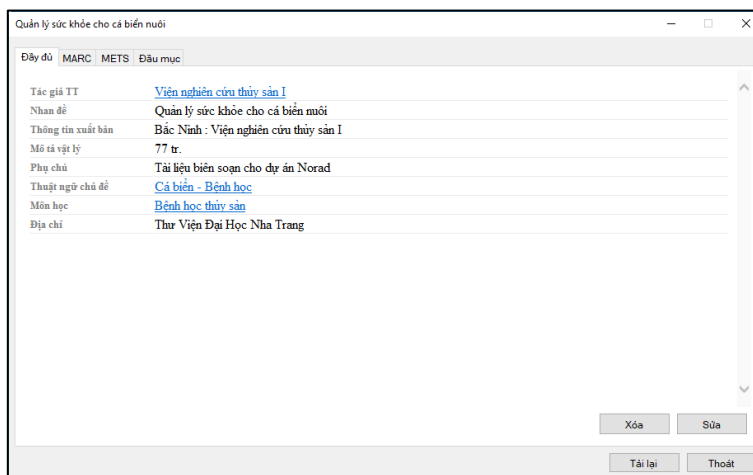 Quản lý sức khỏe cho cá biển nuôi
Đầy đủ MARC METS Đầu mục
Tác giả TT Viện nghiên cứu thủy sản I
Nhan đề Quản lý sức khỏe cho cá biển nuôi
Thông tin xuất bản Bắc Ninh : Viện nghiên cứu thủy sản I
Mô tả vật lý 77 tr.
Phụ chú Tài liệu biên soạn cho dự án Norad
Thuật ngữ chủ đề Cá biển - Bệnh học
Môn học Bệnh học thủy sản
Địa chỉ Thư Viện Đại Học Nha Trang
Xóa Sửa
Tải lại Thoát